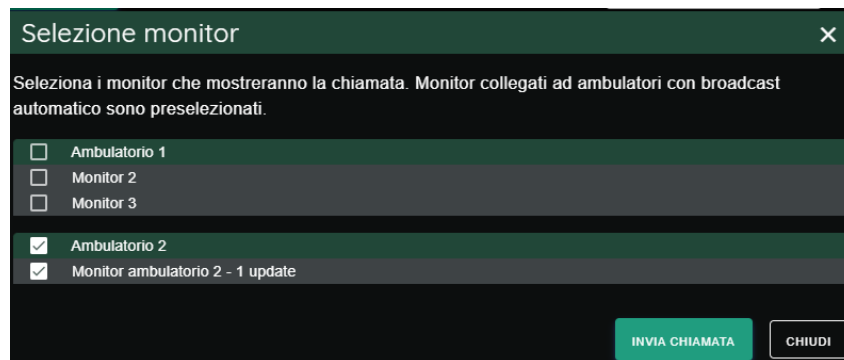 Selezione monitor
Seleziona i monitor che mostreranno la chiamata. Monitor collegati ad ambulatori con broadcast
automatico sono preselezionati.
Ambulatorio 1
Monitor 2
Monitor 3
Ambulatorio 2
Monitor ambulatorio 2 - 1 update
INVIA CHIAMATA
CHIUDI